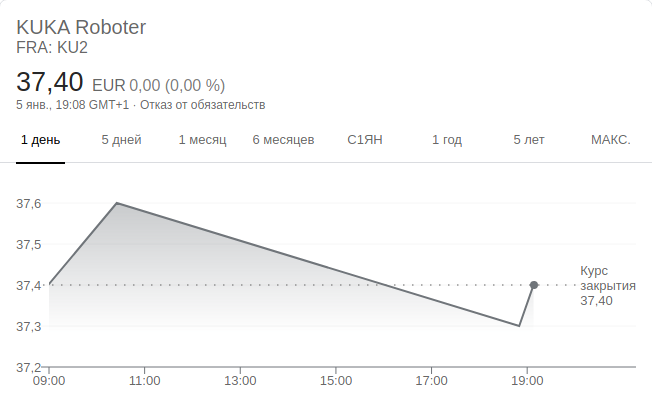 KUKA Roboter
FRA: KU2
37,40 EUR 0,00 (0,00 %)
5 янв., 19:08 GMT+1 · Отказ от обязательств
1 день 5 дней 1 месяц 6 месяцев С1ЯН 1 год 5 лет МАКС.
37,6
37,5
37,4
37,3
37,2
Курс
закрытия
37,40
09:00 11:00 13:00 15:00 17:00 19:00